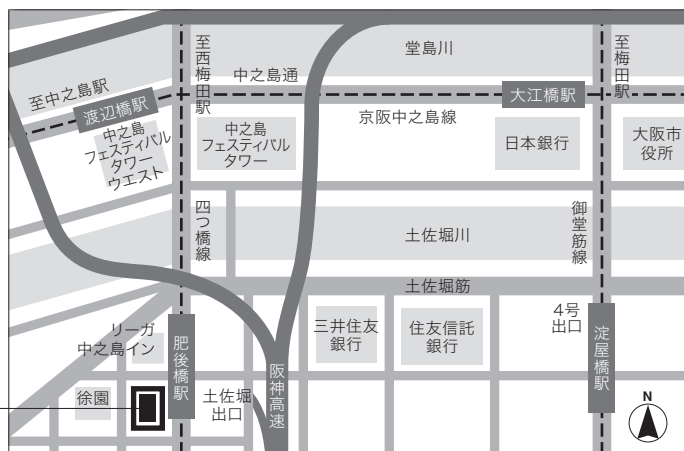 堂島川
至西梅田駅
至梅田駅
中之島通
至中之島駅
大江橋駅
渡辺橋駅
京阪中之島線
中之島
フェスティバル
タワー
ウエスト
中之島
フェスティバル
タワー
日本銀行
大阪市
役所
四つ橋線
御堂筋線
土佐堀川
土佐堀筋
4号
出口
リーガ
中之島イン
肥後橋駅
三井住友
銀行
住友信託
銀行
淀屋橋駅
阪神高速
徐園
土佐堀
出口
N